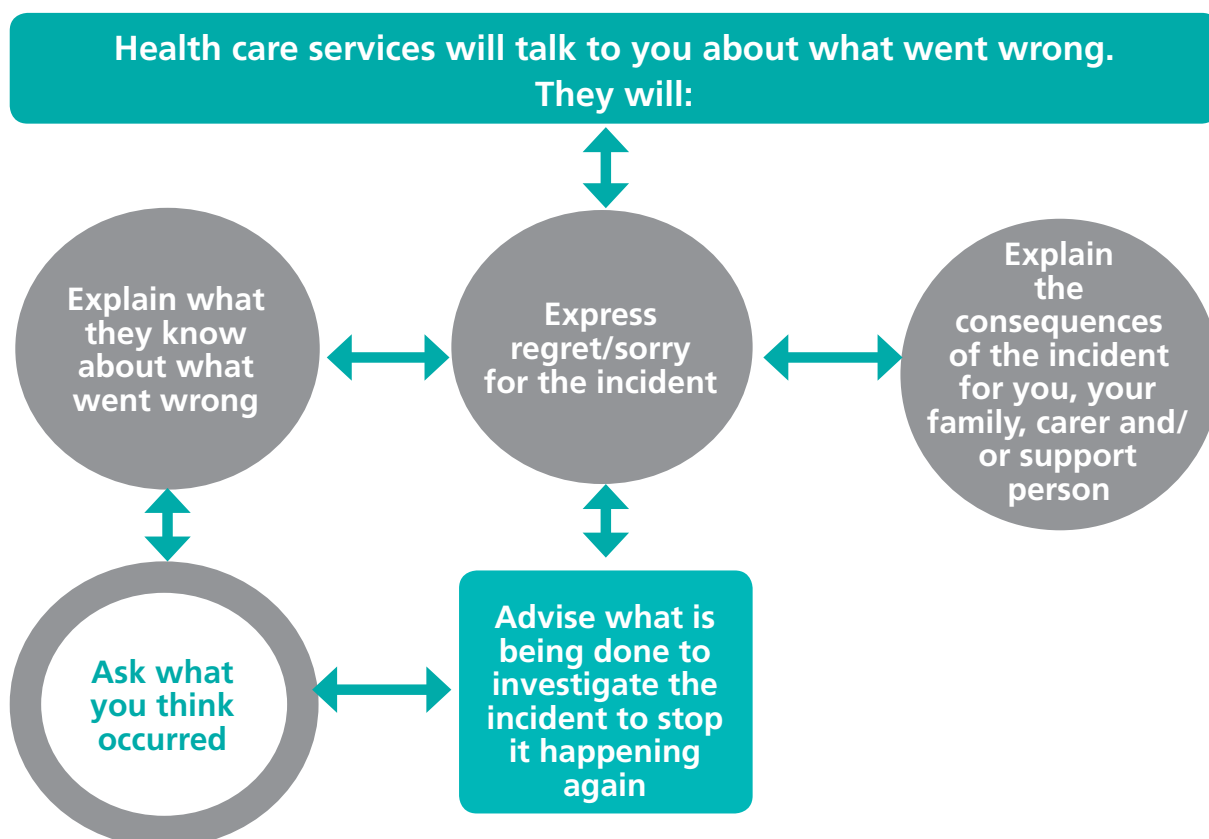 Health care services will talk to you about what went wrong.
They will:
Explain what
they know
about what
went wrong
Express
regret/sorry
for the incident
Explain
the
consequences
of the incident
for you, your
family, carer and/
or support
person
Ask what
you think
occurred
Advise what is
being done to
investigate the
incident to stop
it happening
again